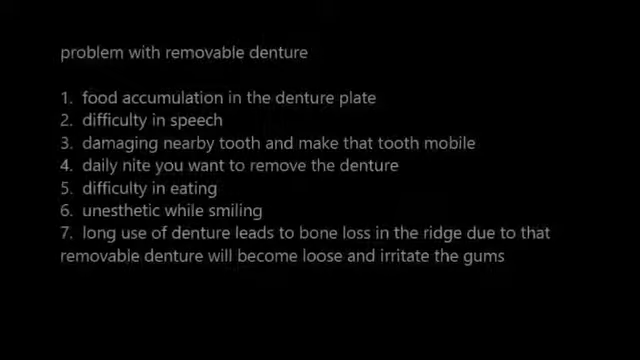 problem with removable denture
1. food accumulation in the denture plate
2. difficulty in speech
3. damaging nearby tooth and make that tooth mobile
4. daily nite you want to remove the denture
5. difficulty in eating
6. unesthetic while smiling
7. long use of denture leads to bone loss in the ridge due to that
removable denture will become loose and irritate the gums